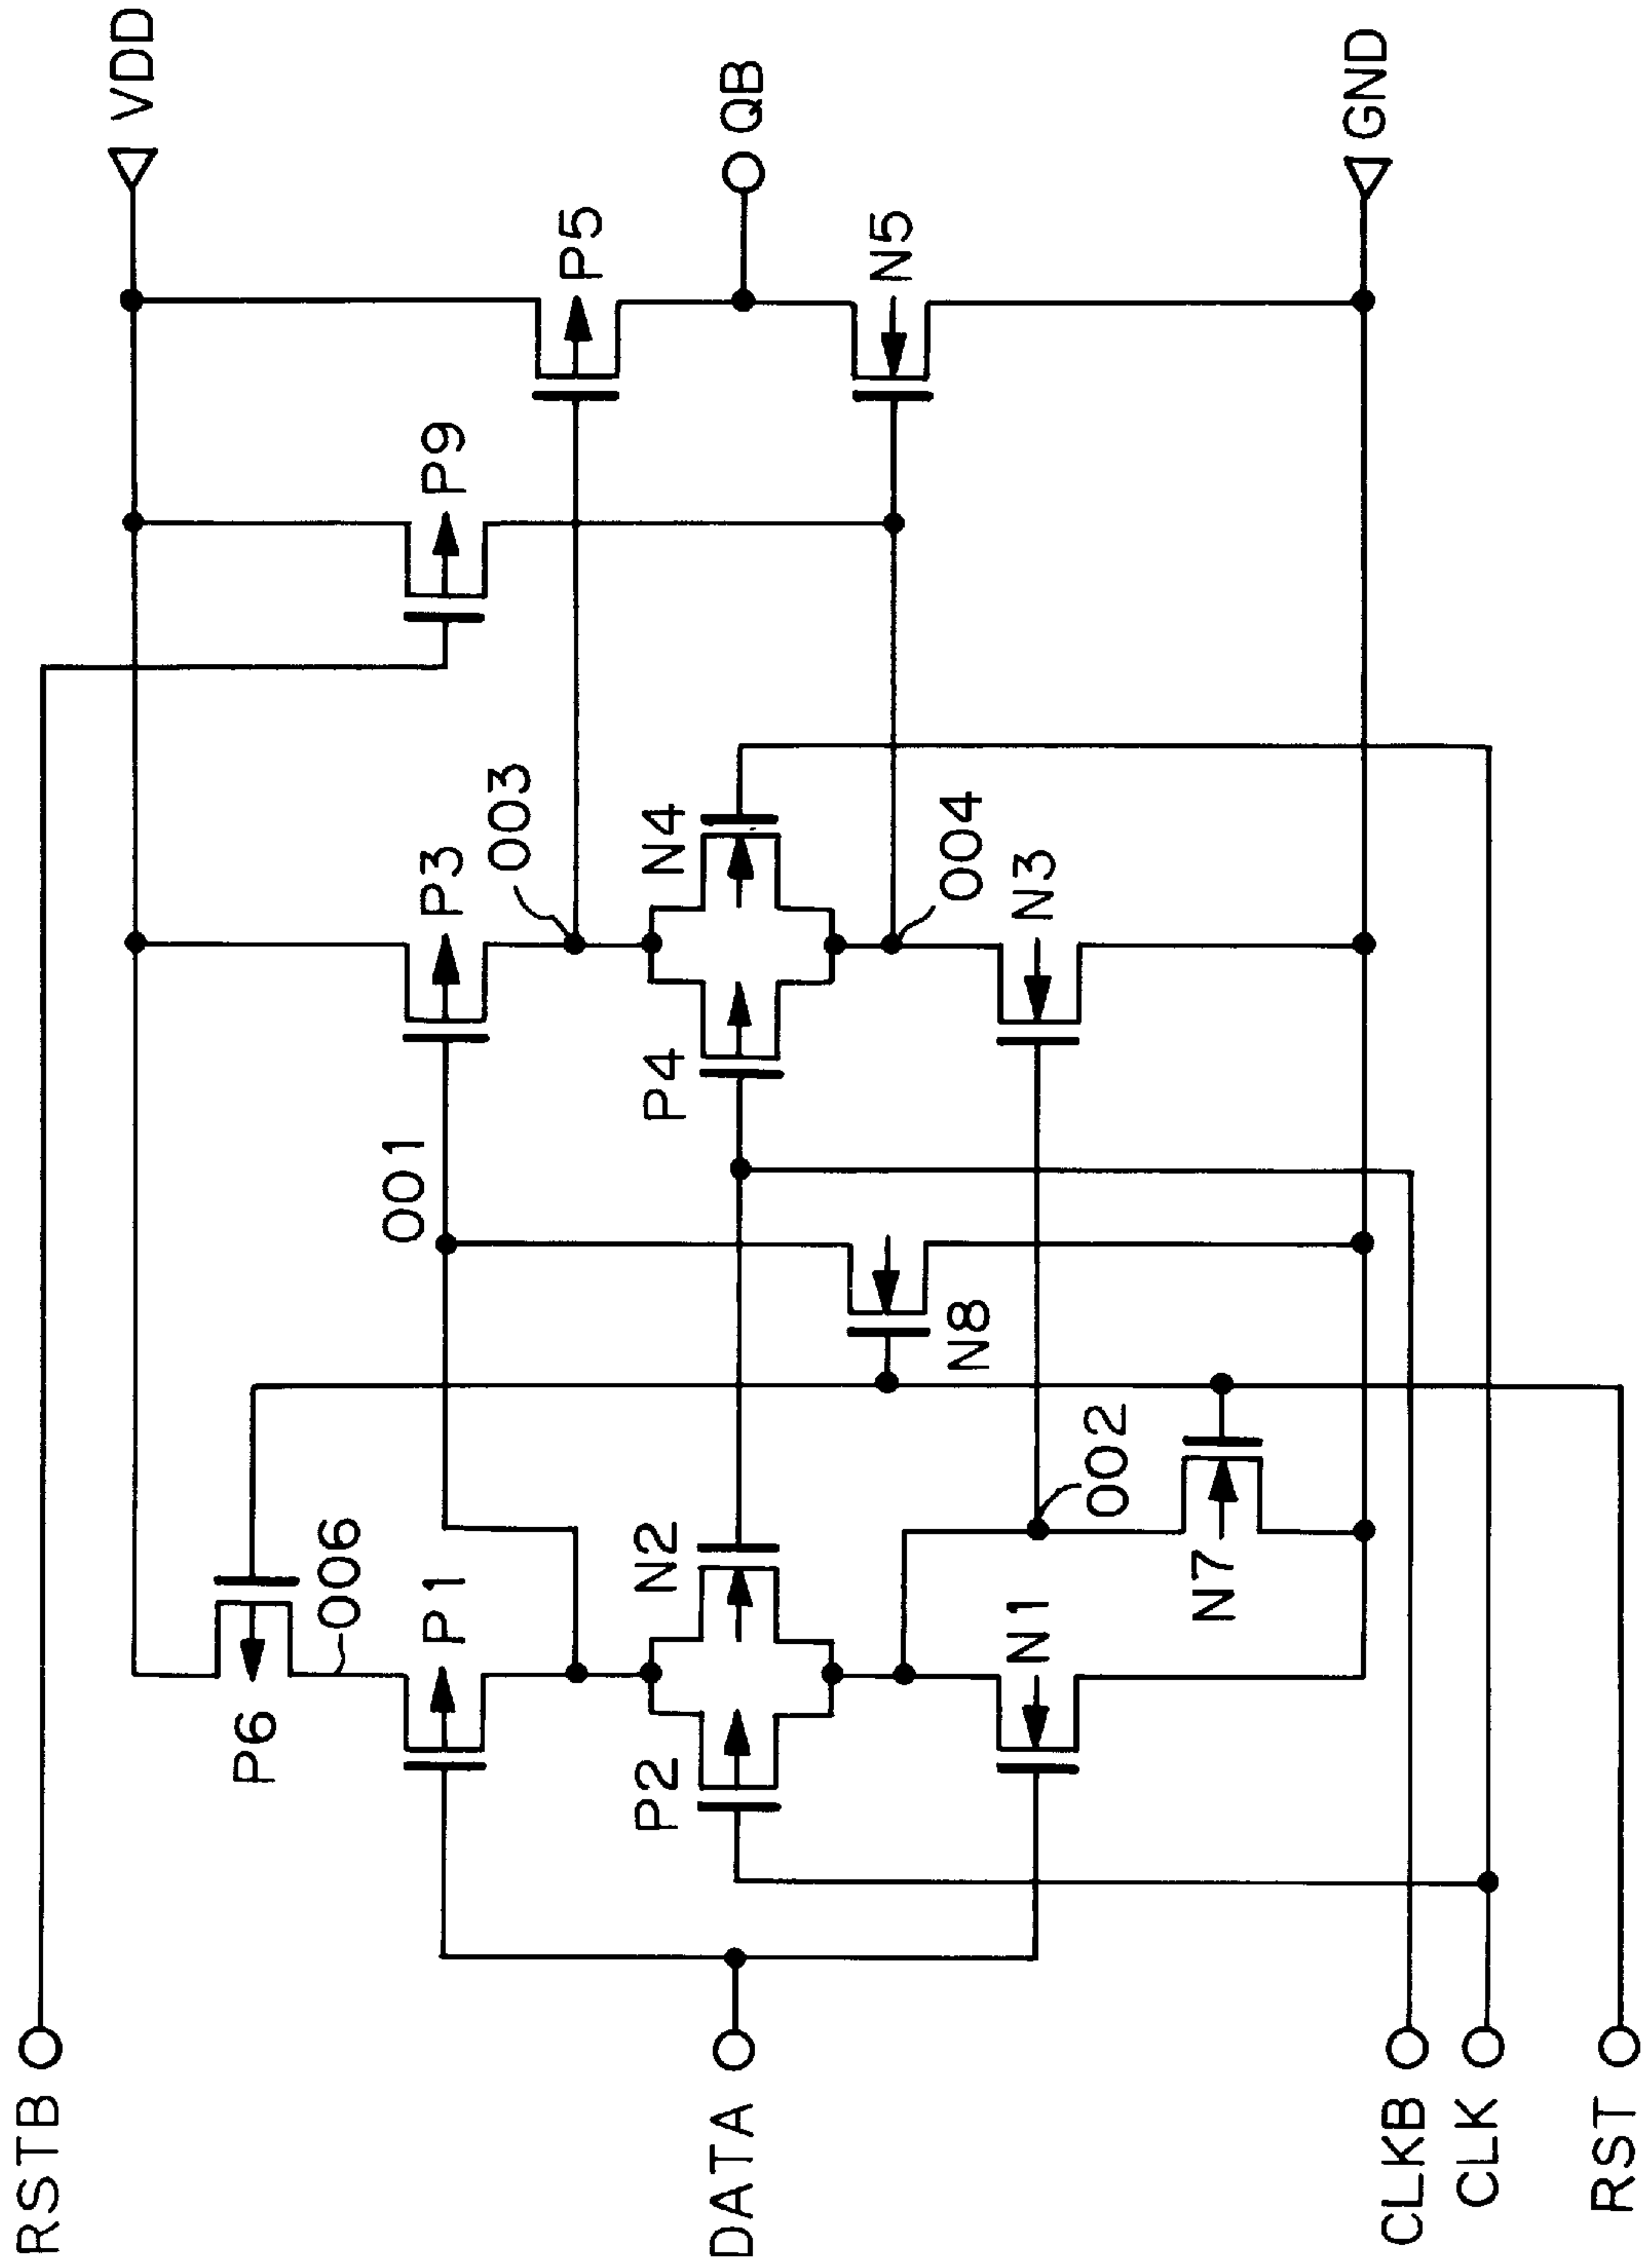 RSTB
VDD
P6
006
P1
001
P3
003
P9
P5
P2
N2
P4
N4
DATA
QB
N8
N1
002
N3
004
N5
N7
GND
CLKB
CLK
RST